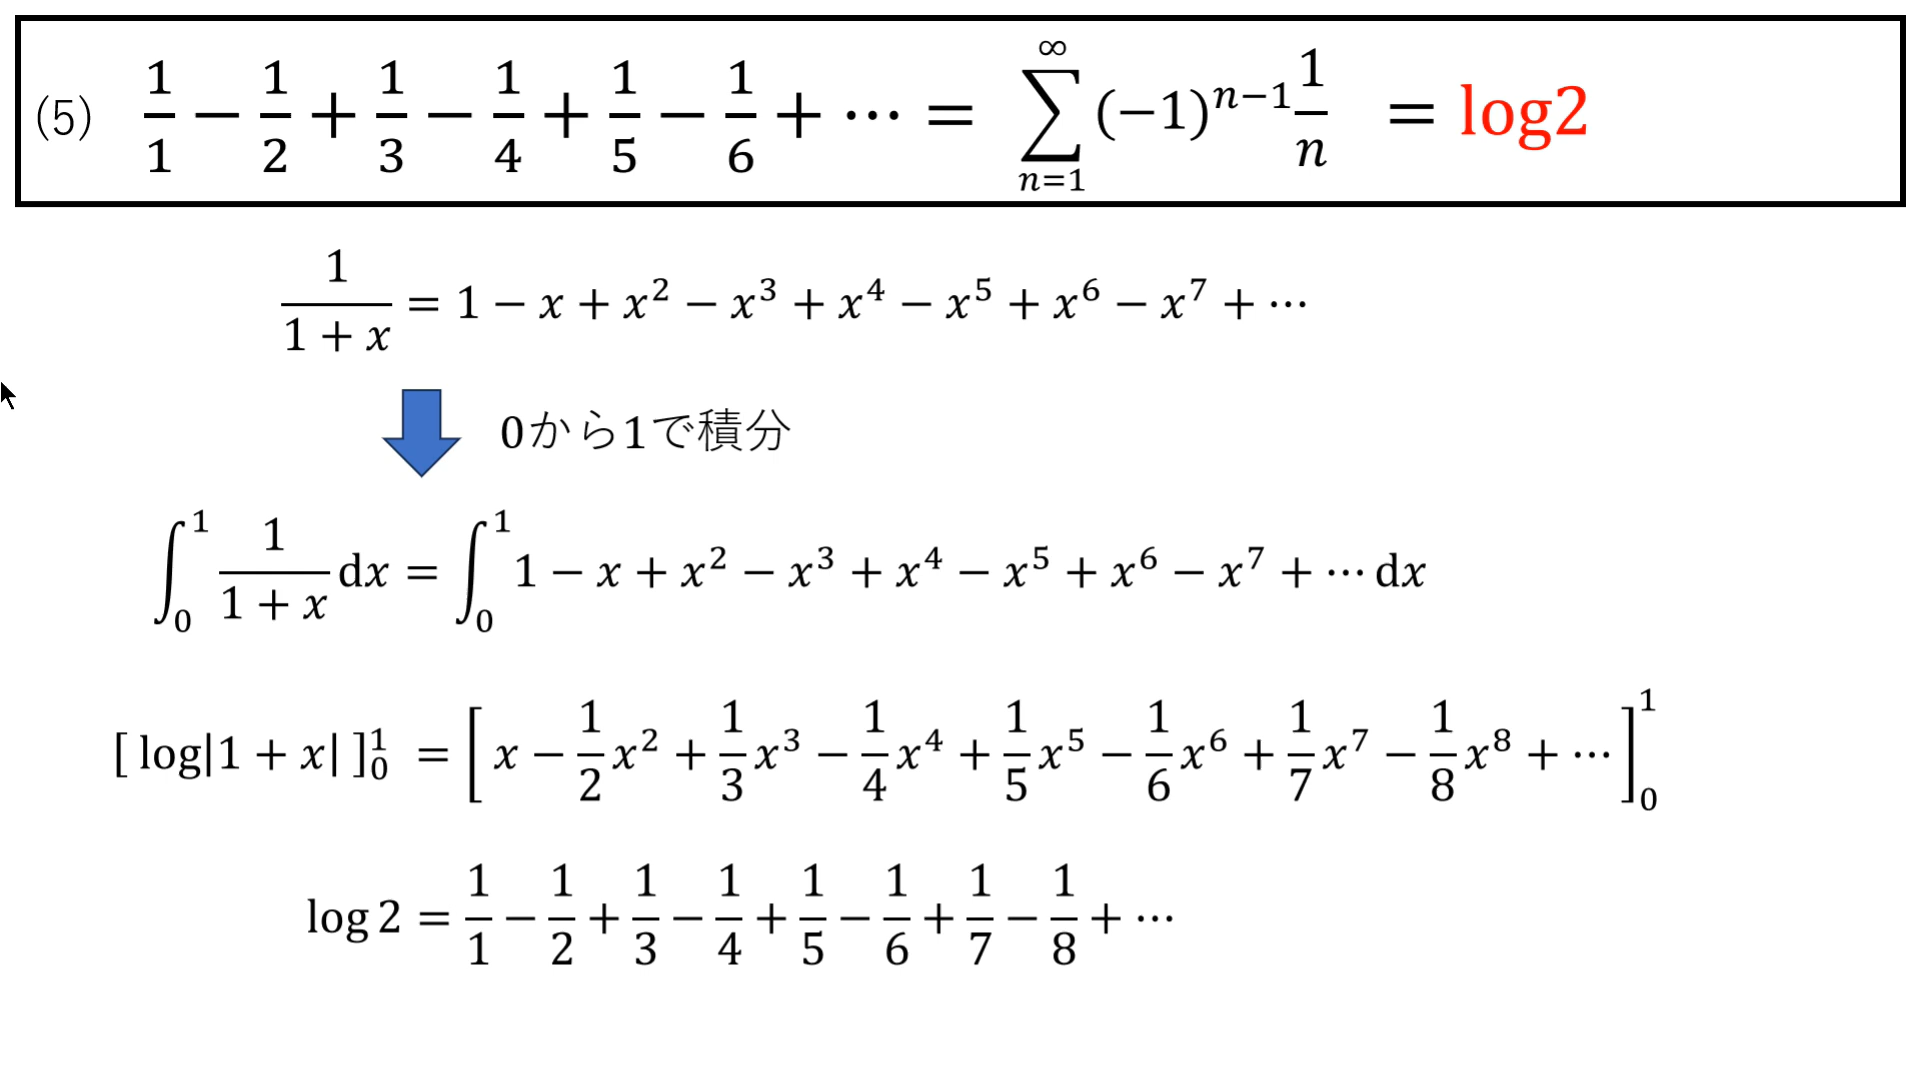 (5) 1/1 − 1/2 + 1/3 − 1/4 + 1/5 − 1/6 + ⋯ = ∑_{n=1}^{∞} (−1)^{n−1} 1/n = log2
1/(1 + x) = 1 − x + x² − x³ + x⁴ − x⁵ + x⁶ − x⁷ + ⋯
0から1で積分
∫₀¹ 1/(1 + x) dx = ∫₀¹ 1 − x + x² − x³ + x⁴ − x⁵ + x⁶ − x⁷ + ⋯ dx
[ log|1 + x| ]₀¹ = [ x − 1/2 x² + 1/3 x³ − 1/4 x⁴ + 1/5 x⁵ − 1/6 x⁶ + 1/7 x⁷ − 1/8 x⁸ + ⋯ ]₀¹
log 2 = 1/1 − 1/2 + 1/3 − 1/4 + 1/5 − 1/6 + 1/7 − 1/8 + ⋯